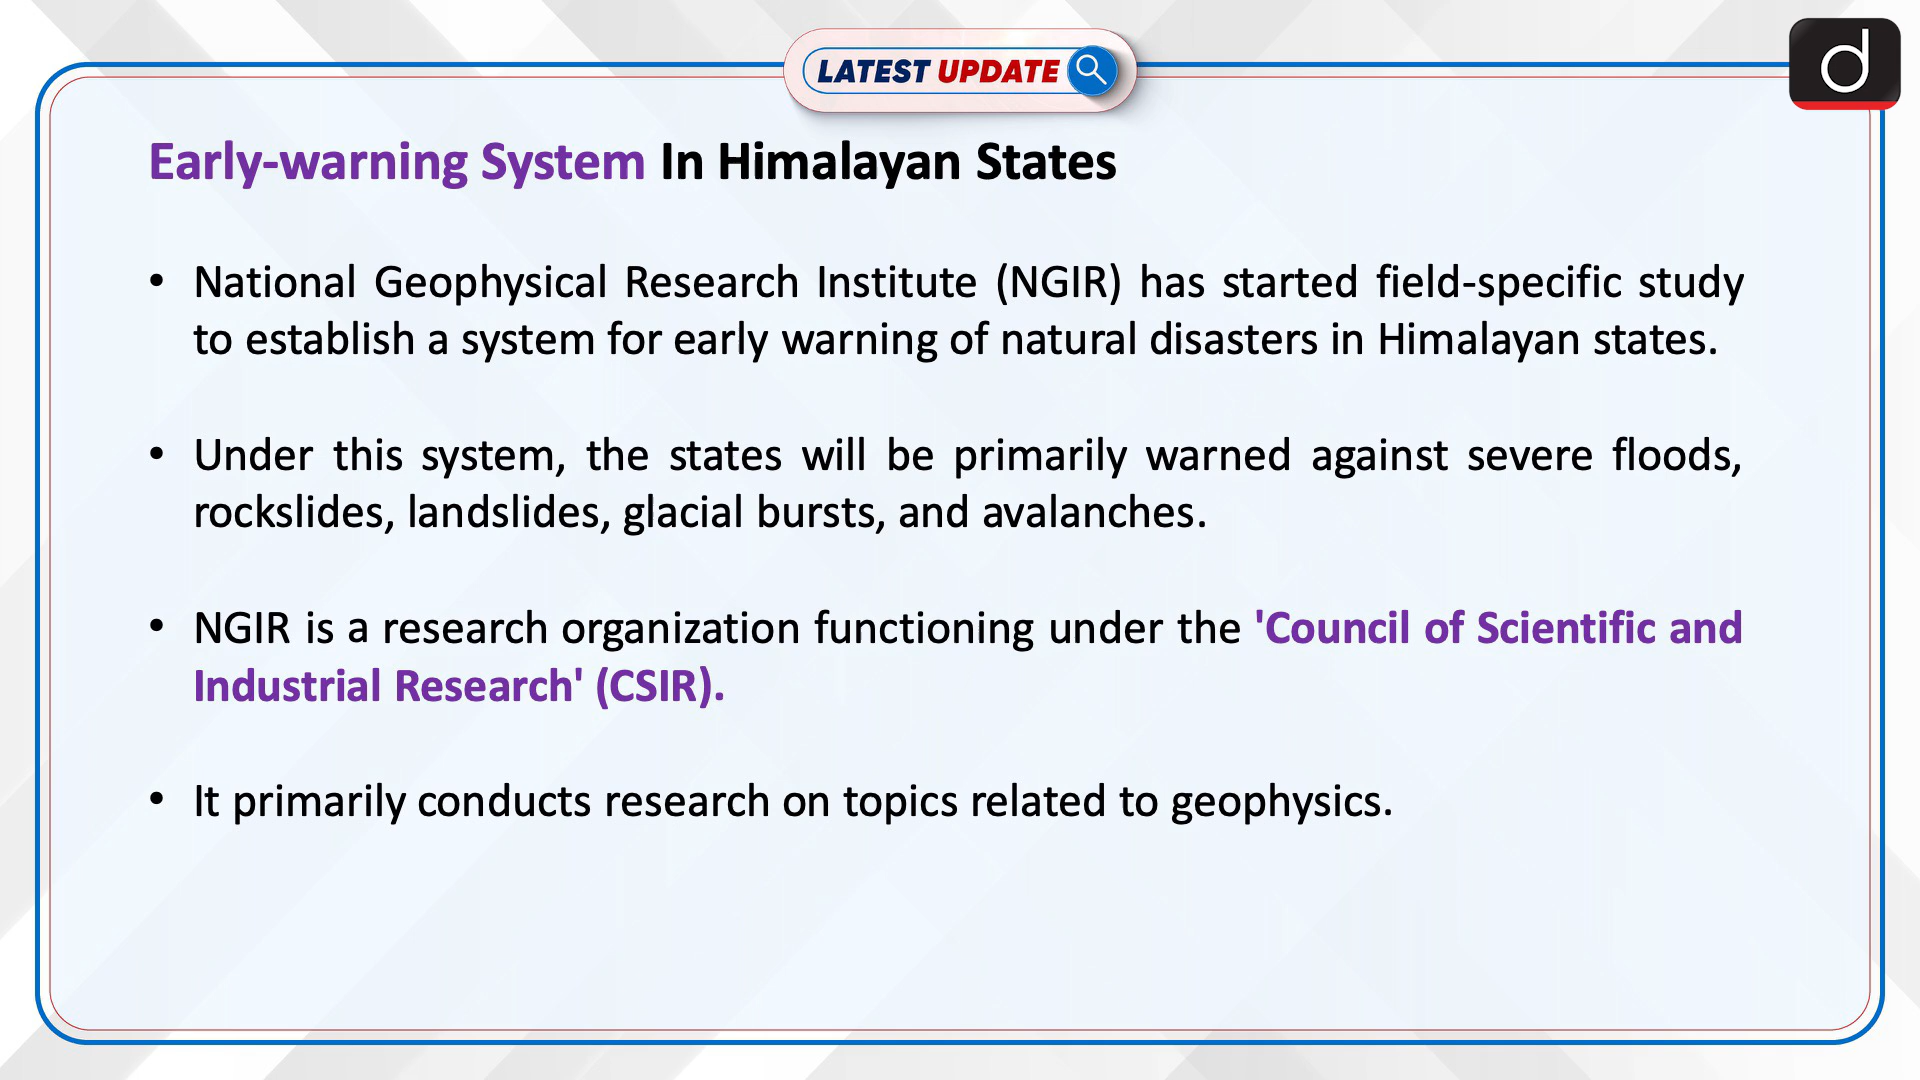 LATEST UPDATE
d
Early-warning System In Himalayan States
• National Geophysical Research Institute (NGIR) has started field-specific study
to establish a system for early warning of natural disasters in Himalayan states.
• Under this system, the states will be primarily warned against severe floods,
rockslides, landslides, glacial bursts, and avalanches.
• NGIR is a research organization functioning under the 'Council of Scientific and
Industrial Research' (CSIR).
• It primarily conducts research on topics related to geophysics.